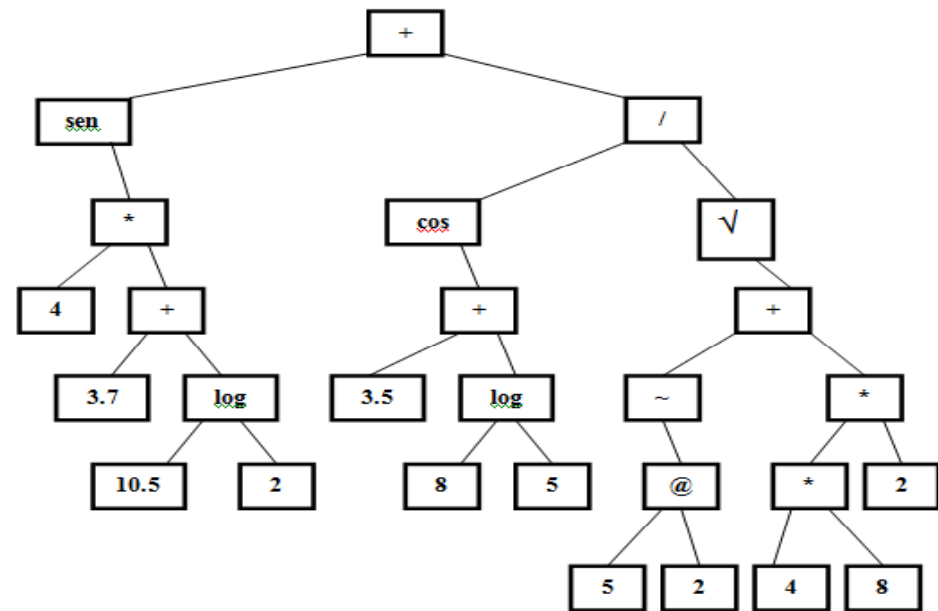 +
sen /
* cos √
4 + + +
3.7 log 3.5 log ~ *
10.5 2 8 5 @ * 2
5 2 4 8